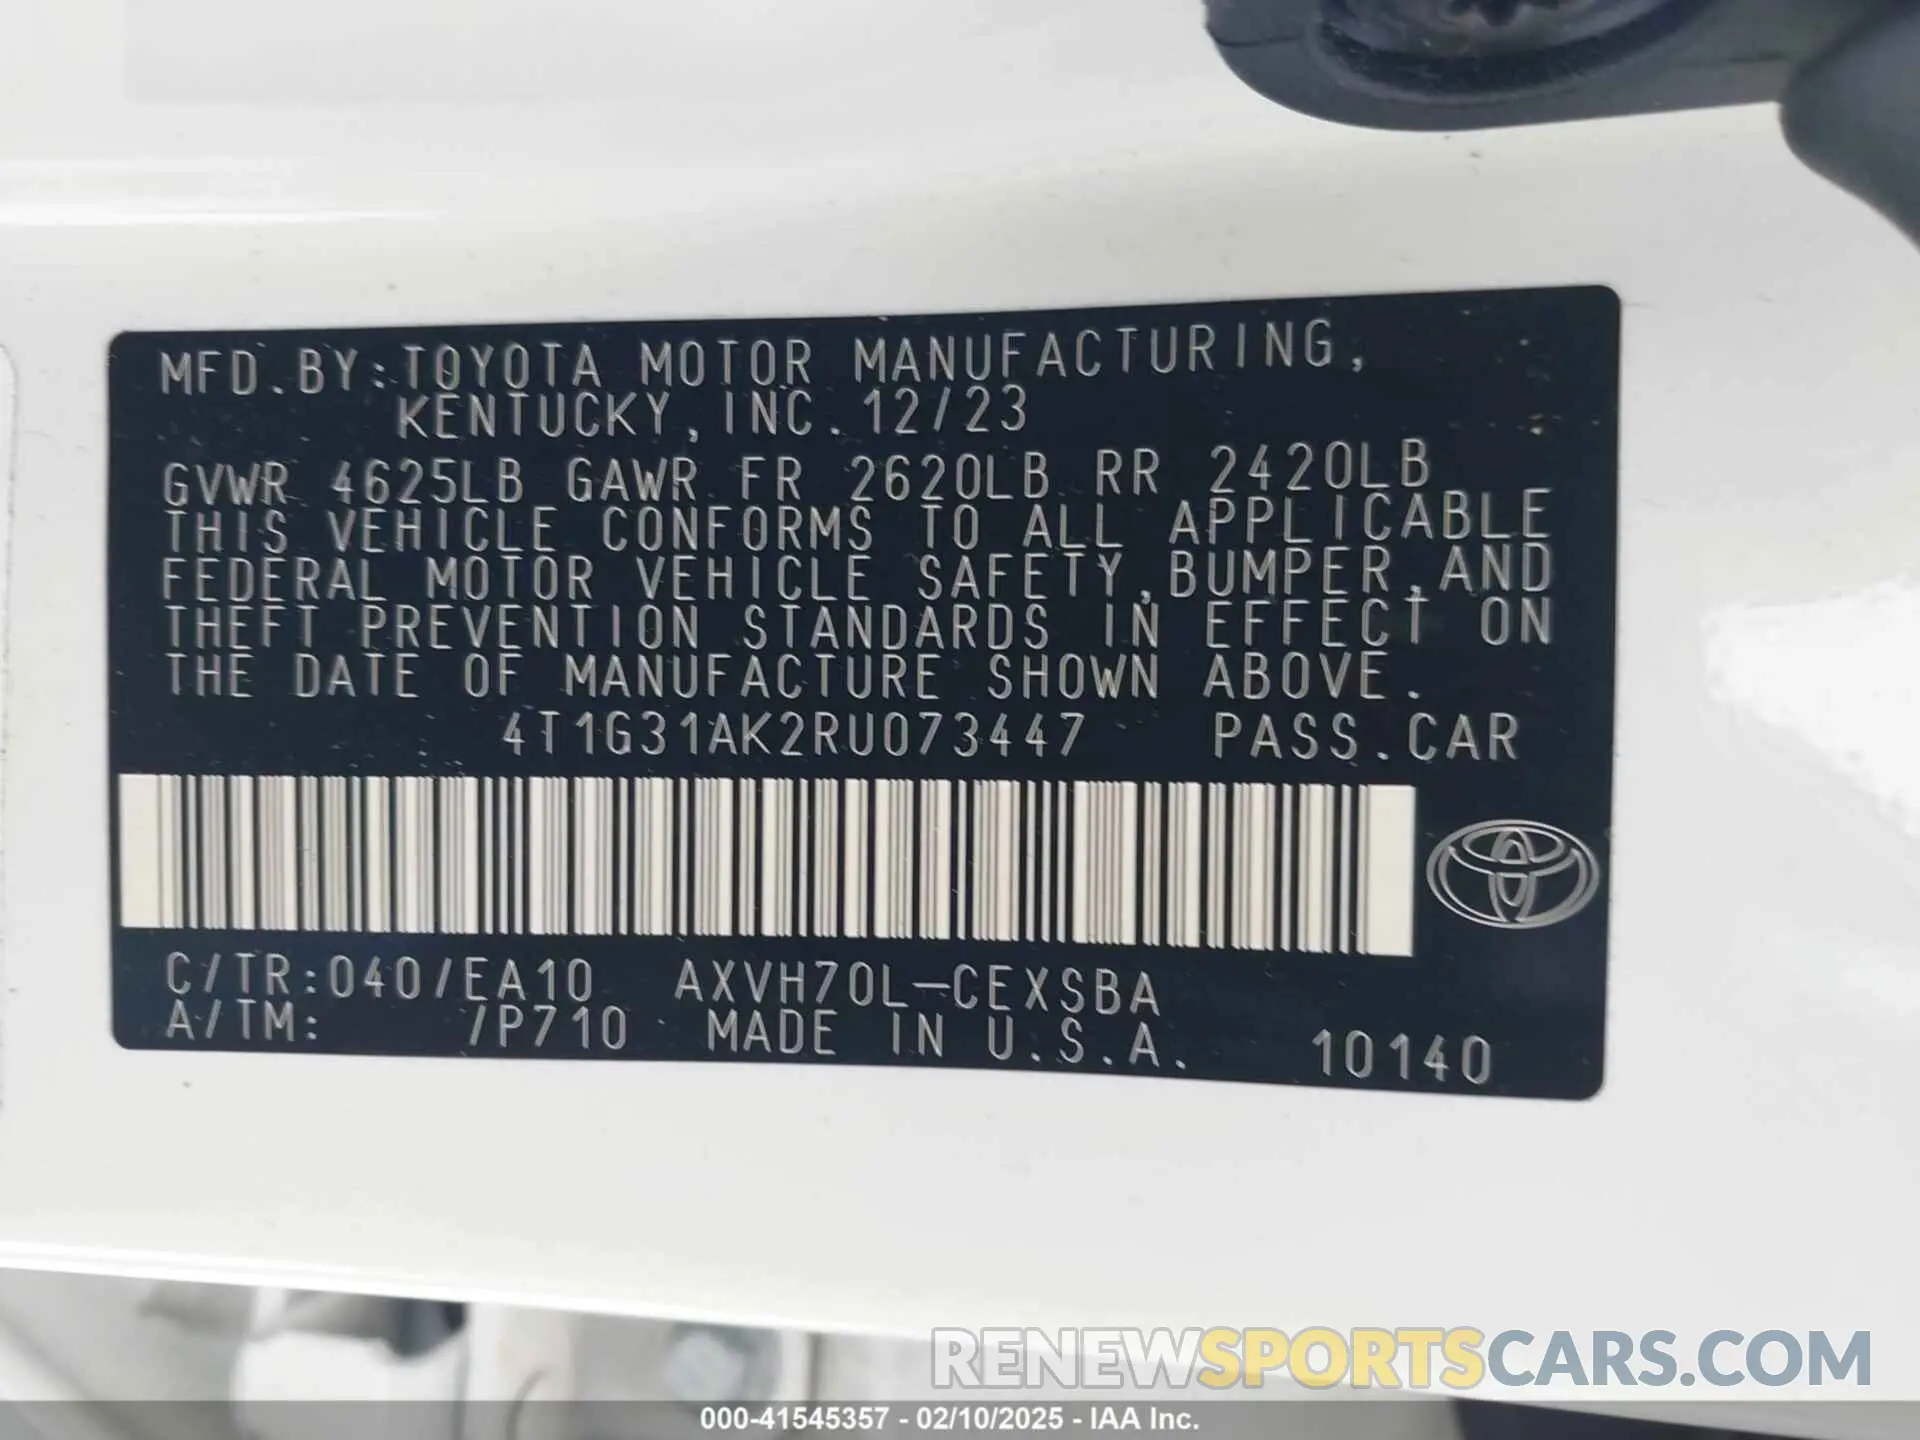 MFD.BY:TOYOTA MOTOR MANUFACTURING,
KENTUCKY,INC.12/23
GVWR 4625LB GAWR FR 2620LB RR 2420LB
THIS VEHICLE CONFORMS TO ALL APPLICABLE
FEDERAL MOTOR VEHICLE SAFETY,BUMPER,AND
THEFT PREVENTION STANDARDS IN EFFECT ON
THE DATE OF MANUFACTURE SHOWN ABOVE.
4T1G31AK2RU073447 PASS.CAR
C/TR:040/EA10 AXVH70L-CEXSBA
A/TM: /P710 MADE IN U.S.A. 10140
RENEWSPORTSCARS.COM
000-41545357 - 02/10/2025 - IAA Inc.